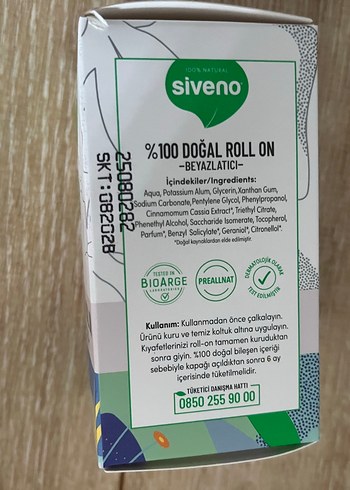 100% NATURAL
siveno
%100 DOĞAL ROLL ON
-BEYAZLATICI-
İçindekiler/Ingredients:
Aqua, Potassium Alum, Glycerin, Xanthan Gum,
Sodium Carbonate, Pentylene Glycol, Phenylpropanol,
Cinnamomum Cassia Extract*, Triethyl Citrate,
Phenethyl Alcohol, Saccharide Isomerate, Tocopherol,
Parfum*, Benzyl Salicylate*, Geraniol*, Citronellol*.
*Doğal kaynaklardan elde edilmiştir.
TESTED IN
BIOARGE
LABORATORIES
PREALLNAT
DERMATOLOJİK OLARAK
TEST EDİLMİŞTİR
Kullanım: Kullanmadan önce çalkalayın.
Ürünü kuru ve temiz koltuk altına uygulayın.
Kıyafetlerinizi roll-on tamamen kuruduktan
sonra giyin. %100 doğal bileşen içeriği
sebebiyle kapağı açıldıktan sonra 6 ay
içerisinde tüketilmelidir.
TÜKETİCİ DANIŞMA HATTI
0850 255 90 00
25080282
SKT:082028